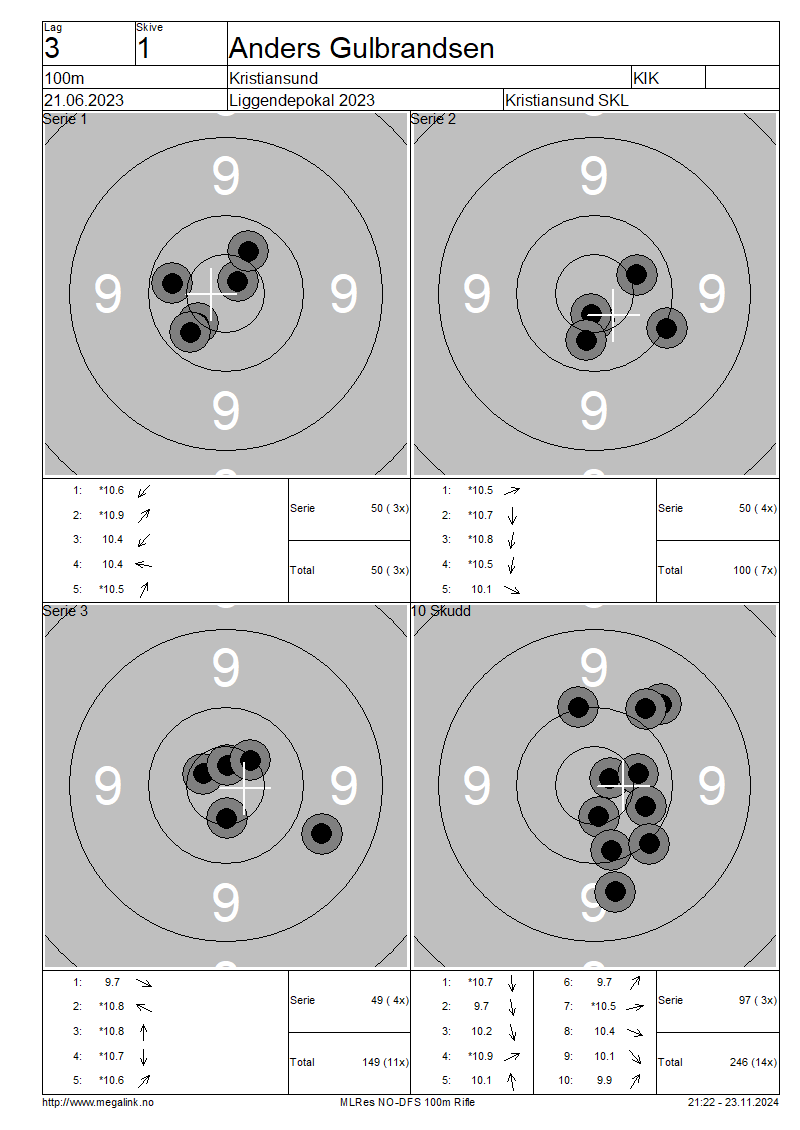 Lag Skive
3 1 Anders Gulbrandsen
100m Kristiansund KIK
21.06.2023 Liggendepokal 2023 Kristiansund SKL
Serie 1
9
9 9
9
1: *10.6
2: *10.9
3: 10.4
4: 10.4
5: *10.5
Serie 50 ( 3x)
Total 50 ( 3x)
Serie 2
9
9 9
9
1: *10.5
2: *10.7
3: *10.8
4: *10.5
5: 10.1
Serie 50 ( 4x)
Total 100 ( 7x)
Serie 3
9
9 9
9
1: 9.7
2: *10.8
3: *10.8
4: *10.7
5: *10.6
Serie 49 ( 4x)
Total 149 (11x)
10 Skudd
9
9 9
9
1: *10.7
2: 9.7
3: 10.2
4: *10.9
5: 10.1
6: 9.7
7: *10.5
8: 10.4
9: 10.1
10: 9.9
Serie 97 ( 3x)
Total 246 (14x)
http://www.megalink.no MLRes NO-DFS 100m Rifle 21:22 - 23.11.2024